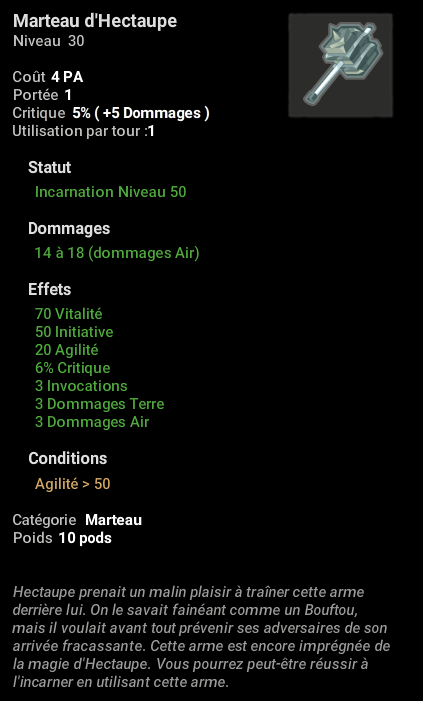 Marteau d'Hectaupe
Niveau 30
Coût 4 PA
Portée 1
Critique 5% ( +5 Dommages )
Utilisation par tour :1
Statut
Incarnation Niveau 50
Dommages
14 à 18 (dommages Air)
Effets
70 Vitalité
50 Initiative
20 Agilité
6% Critique
3 Invocations
3 Dommages Terre
3 Dommages Air
Conditions
Agilité > 50
Catégorie Marteau
Poids 10 pods
Hectaupe prenait un malin plaisir à traîner cette arme
derrière lui. On le savait fainéant comme un Bouftou,
mais il voulait avant tout prévenir ses adversaires de son
arrivée fracassante. Cette arme est encore imprégnée de
la magie d'Hectaupe. Vous pourrez peut-être réussir à
l'incarner en utilisant cette arme.